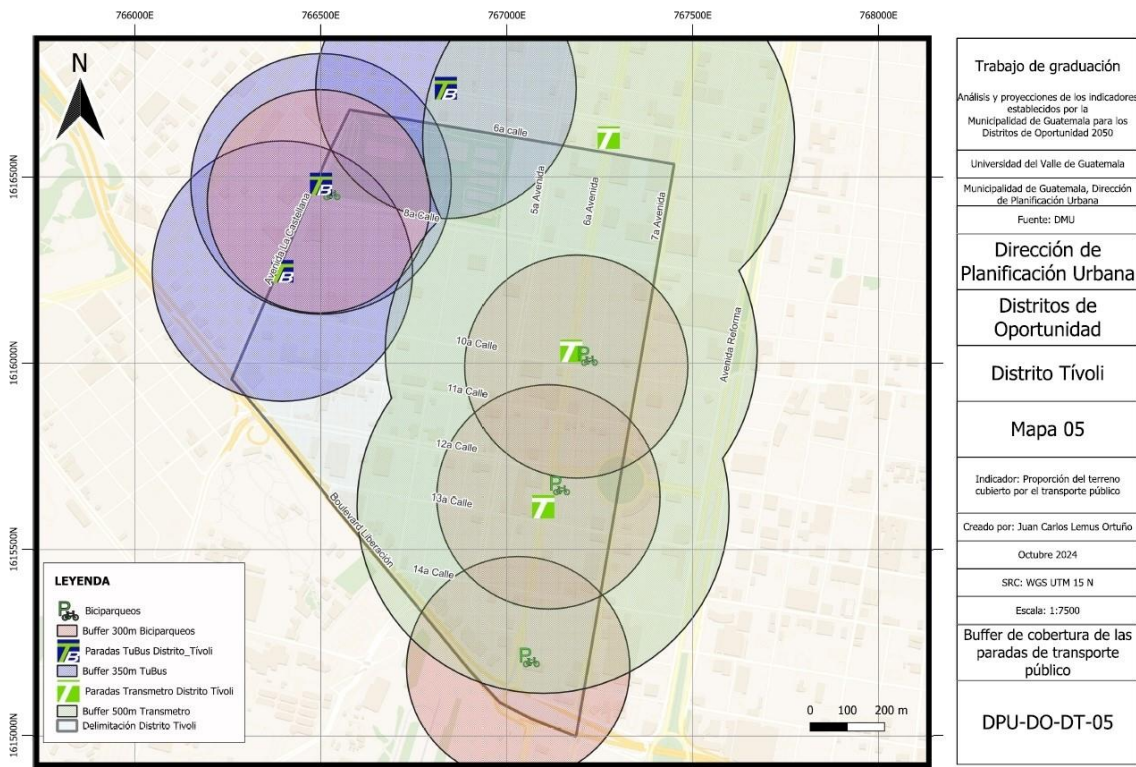 766000E
766500E
767000E
767500E
768000E
1616500N
1616000N
1615500N
1615000N
N
6a calle
8a Calle
Avenida La Castellana
5a Avenida
6a Avenida
7a Avenida
Avenida Reforma
10a Calle
11a Calle
12a Calle
13a Calle
14a Calle
Boulevard Liberación
TB
TB
TB
T
T
P
T
P
P
LEYENDA
P Biciparqueos
Buffer 300m Biciparqueos
TB Paradas TuBus Distrito_Tívoli
Buffer 350m TuBus
T Paradas Transmetro Distrito Tívoli
Buffer 500m Transmetro
Delimitación Distrito Tivoli
0 100 200 m
Trabajo de graduación
Análisis y proyecciones de los indicadores
establecidos por la
Municipalidad de Guatemala para los
Distritos de Oportunidad 2050
Universidad del Valle de Guatemala
Municipalidad de Guatemala, Dirección
de Planificación Urbana
Fuente: DMU
Dirección de
Planificación Urbana
Distritos de
Oportunidad
Distrito Tívoli
Mapa 05
Indicador: Proporción del terreno
cubierto por el transporte público
Creado por: Juan Carlos Lemus Ortuño
Octubre 2024
SRC: WGS UTM 15 N
Escala: 1:7500
Buffer de cobertura de las
paradas de transporte
público
DPU-DO-DT-05